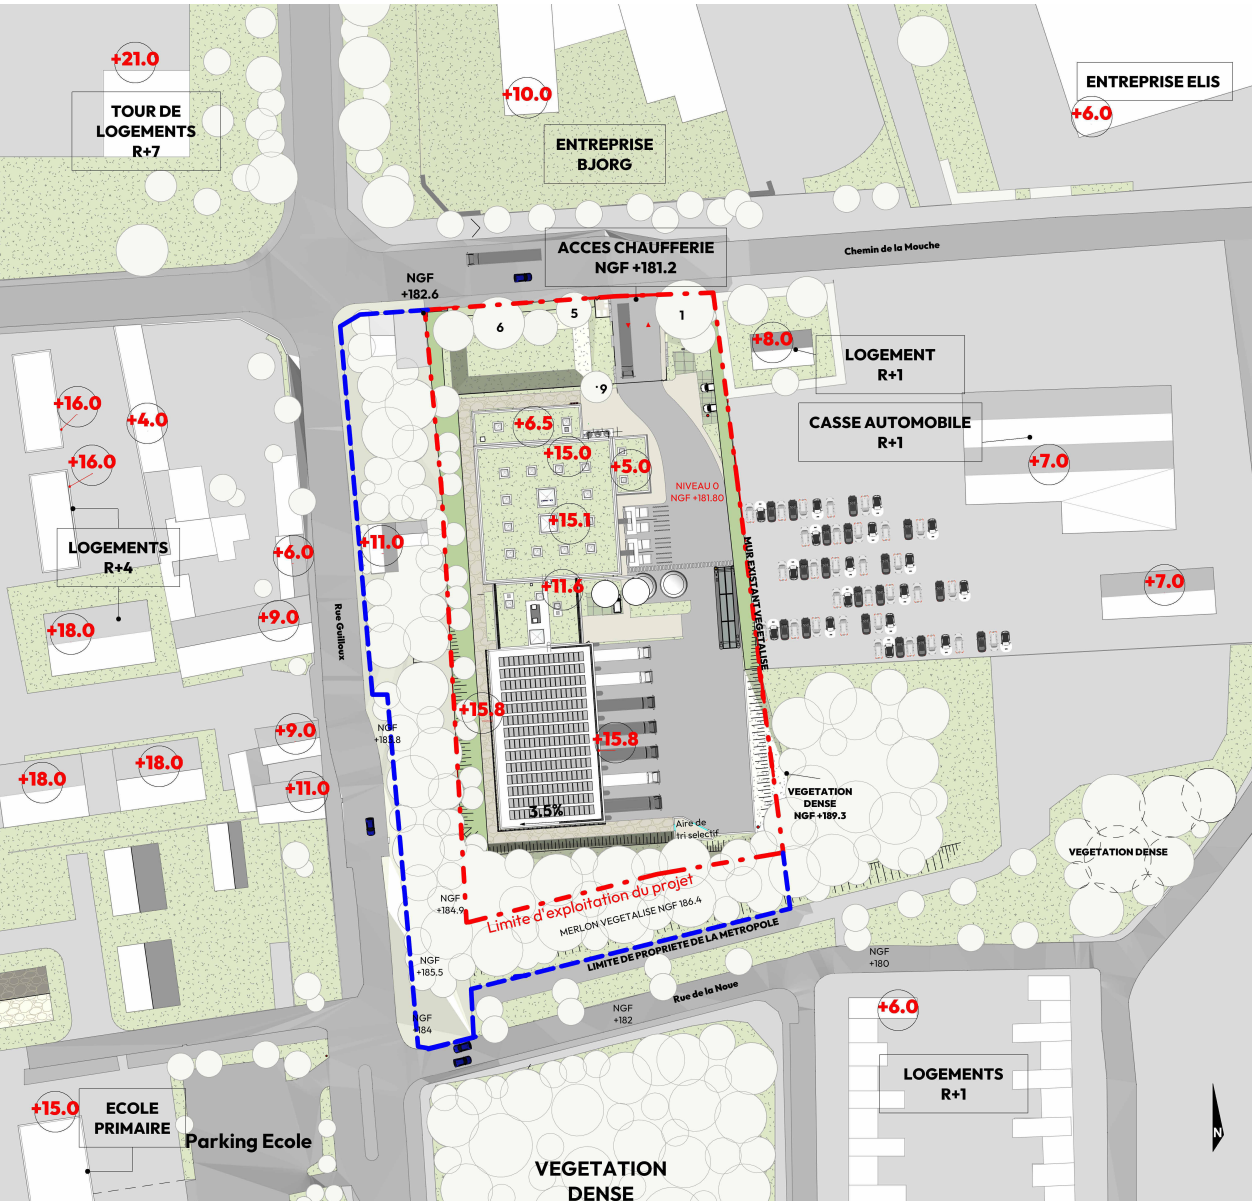 +21.0
TOUR DE
LOGEMENTS
R+7
+10.0
ENTREPRISE
BJORG
ENTREPRISE ELIS
+6.0
ACCES CHAUFFERIE
NGF +181.2
Chemin de la Mouche
NGF
+182.6
6
5
1
9
+8.0
LOGEMENT
R+1
CASSE AUTOMOBILE
R+1
+7.0
+7.0
+16.0
+4.0
+16.0
LOGEMENTS
R+4
+6.0
+9.0
+18.0
+11.0
+6.5
+15.0
+5.0
NIVEAU 0
NGF +181.80
+15.1
+11.6
MUR EXISTANT VEGETALISE
Rue Guilloux
+15.8
+15.8
3.5%
NGF
+9.0
+18.0
+18.0
+11.0
VEGETATION
DENSE
NGF +189.3
VEGETATION DENSE
Aire de
tri selectif
Limite d'exploitation du projet
MERLON VEGETALISE NGF 186.4
LIMITE DE PROPRIETE DE LA METROPOLE
NGF
+184.9
NGF
+185.5
NGF
+184
NGF
+180
Rue de la Noue
NGF
+182
+6.0
LOGEMENTS
R+1
+15.0
ECOLE
PRIMAIRE
Parking Ecole
VEGETATION
DENSE
N